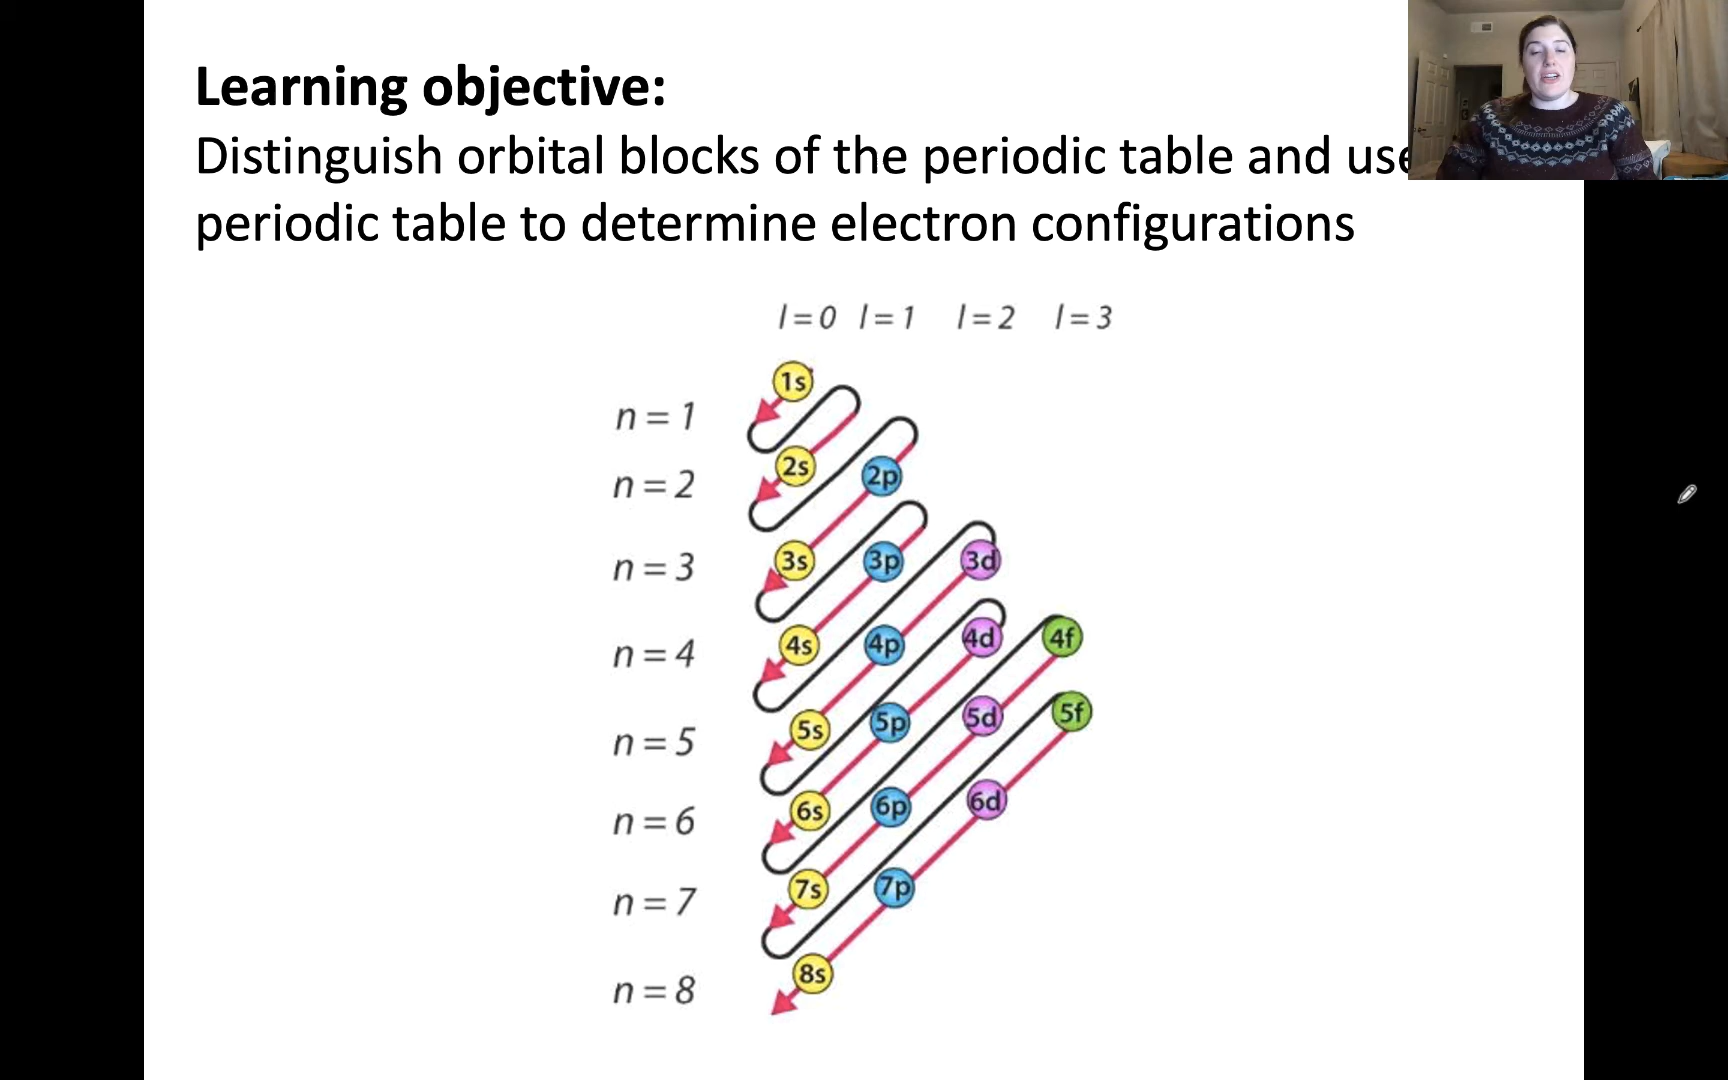 Learning objective:
Distinguish orbital blocks of the periodic table and use
periodic table to determine electron configurations
l = 0 l = 1 l = 2 l = 3
1s
n = 1
2s 2p
n = 2
3s 3p 3d
n = 3
4s 4p 4d 4f
n = 4
5s 5p 5d 5f
n = 5
6s 6p 6d
n = 6
7s 7p
n = 7
8s
n = 8